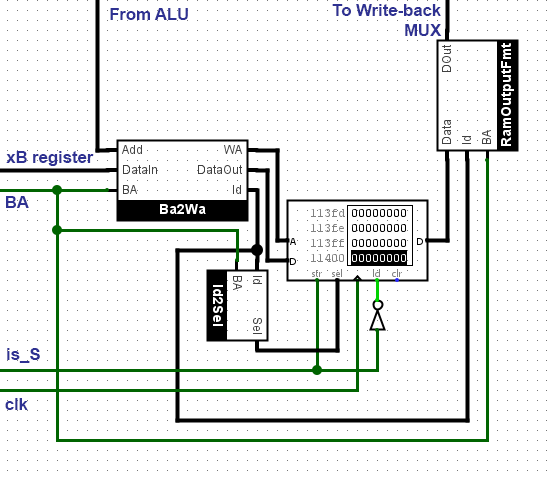 From ALU
To Write-back
MUX
DOut
RamOutputFmt
Data
Id
BA
xB register
Add
WA
DataIn
DataOut
BA
Id
Ba2Wa
BA
113fd 00000000
113fe 00000000
113ff 00000000
11400 00000000
A
D
D
str sel ld clr
BA
Id
Id2Sel
Sel
is_S
clk